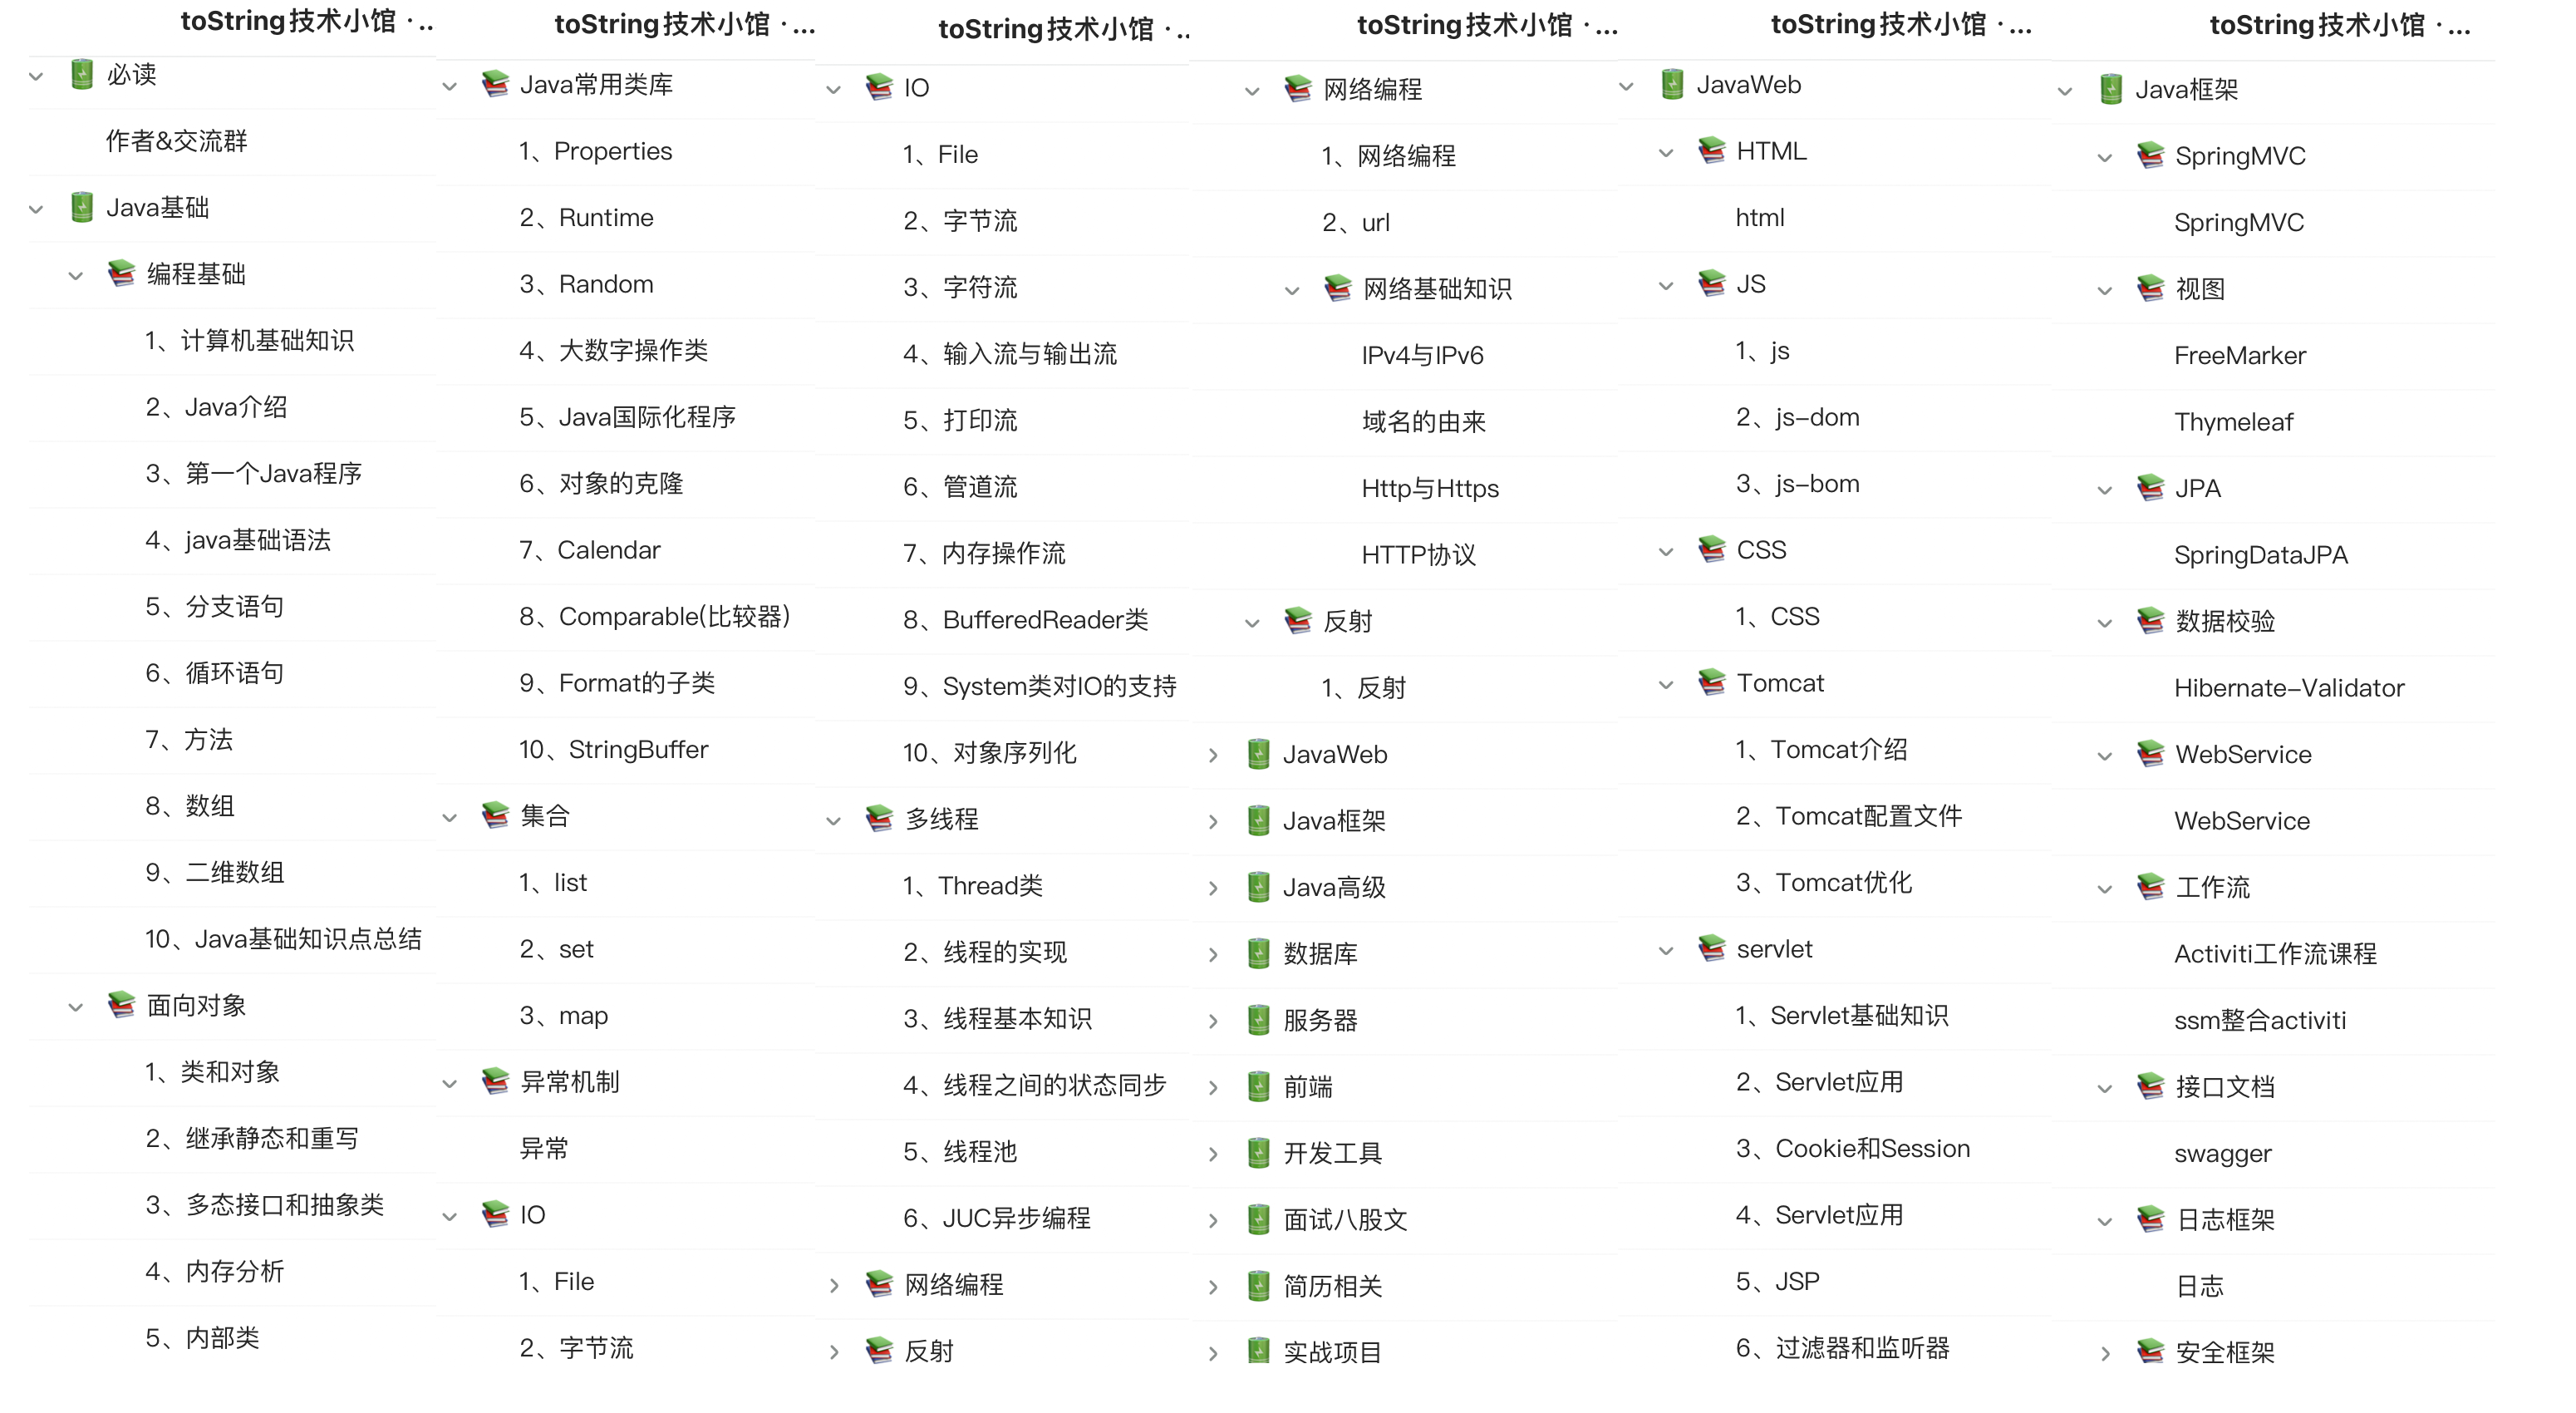 toString技术小馆 · ..
必读
作者&交流群
Java基础
编程基础
1、计算机基础知识
2、Java介绍
3、第一个Java程序
4、java基础语法
5、分支语句
6、循环语句
7、方法
8、数组
9、二维数组
10、Java基础知识点总结
面向对象
1、类和对象
2、继承静态和重写
3、多态接口和抽象类
4、内存分析
5、内部类
toString技术小馆 · ...
Java常用类库
1、Properties
2、Runtime
3、Random
4、大数字操作类
5、Java国际化程序
6、对象的克隆
7、Calendar
8、Comparable(比较器)
9、Format的子类
10、StringBuffer
集合
1、list
2、set
3、map
异常机制
异常
IO
1、File
2、字节流
toString技术小馆 · ..
IO
1、File
2、字节流
3、字符流
4、输入流与输出流
5、打印流
6、管道流
7、内存操作流
8、BufferedReader类
9、System类对IO的支持
10、对象序列化
多线程
1、Thread类
2、线程的实现
3、线程基本知识
4、线程之间的状态同步
5、线程池
6、JUC异步编程
网络编程
反射
toString技术小馆 · ...
网络编程
1、网络编程
2、url
网络基础知识
IPv4与IPv6
域名的由来
Http与Https
HTTP协议
反射
1、反射
JavaWeb
Java框架
Java高级
数据库
服务器
前端
开发工具
面试八股文
简历相关
实战项目
toString技术小馆 · ...
JavaWeb
HTML
html
JS
1、js
2、js-dom
3、js-bom
CSS
1、CSS
Tomcat
1、Tomcat介绍
2、Tomcat配置文件
3、Tomcat优化
servlet
1、Servlet基础知识
2、Servlet应用
3、Cookie和Session
4、Servlet应用
5、JSP
6、过滤器和监听器
toString技术小馆 · ...
Java框架
SpringMVC
SpringMVC
视图
FreeMarker
Thymeleaf
JPA
SpringDataJPA
数据校验
Hibernate-Validator
WebService
WebService
工作流
Activiti工作流课程
ssm整合activiti
接口文档
swagger
日志框架
日志
安全框架